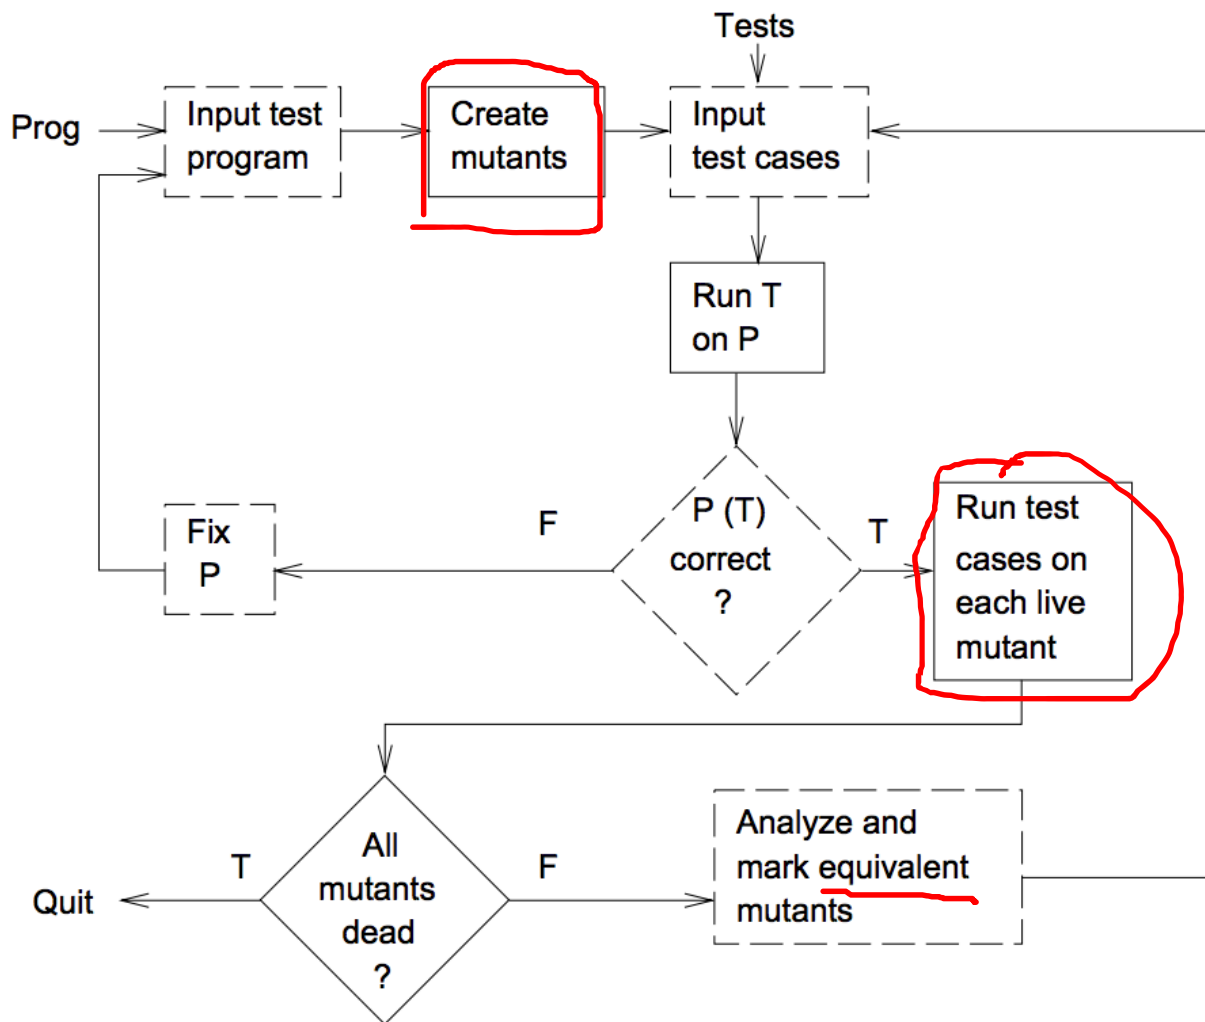 Tests
Prog
Input test
program
Create
mutants
Input
test cases
Run T
on P
P (T)
correct
?
F
T
Fix
P
Run test
cases on
each live
mutant
All
mutants
dead
?
T
F
Quit
Analyze and
mark equivalent
mutants